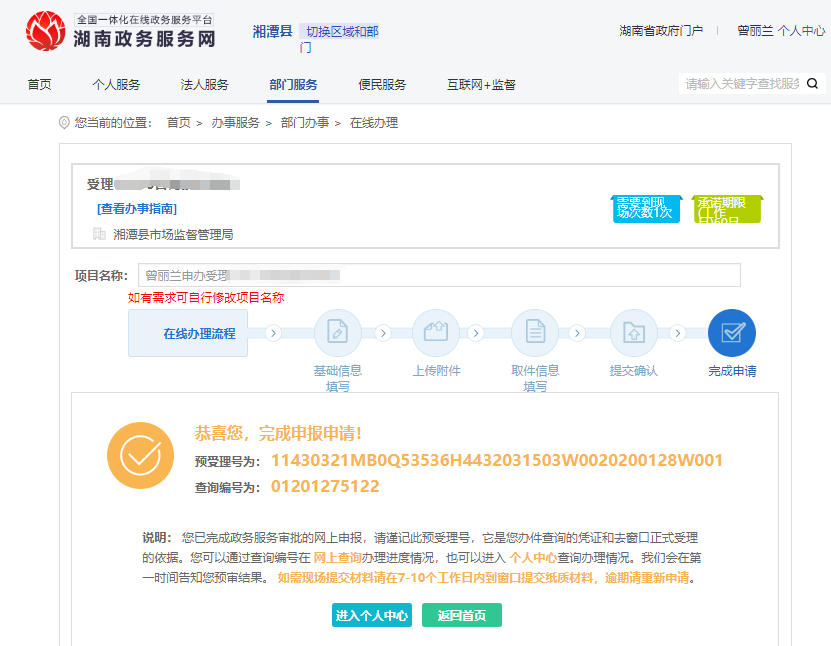 全国一体化在线政务服务平台
湖南政务服务网
湘潭县 切换区域和部
门
湖南省政府门户 曾丽兰 个人中心
首页 个人服务 法人服务 部门服务 便民服务 互联网+监督 请输入关键字查找服务
您当前的位置： 首页 > 办事服务 > 部门办事 > 在线办理
受理
[查看办事指南]
湘潭县市场监督管理局
需要到现
场次数1次
承诺期限
(工作
日)60日
项目名称： 曾丽兰申办受理
如有需求可自行修改项目名称
在线办理流程
基础信息
填写
上传附件
取件信息
填写
提交确认
完成申请
恭喜您，完成申报申请！
预受理号为： 11430321MB0Q53536H4432031503W0020200128W001
查询编号为： 01201275122
说明： 您已完成政务服务审批的网上申报，请谨记此预受理号，它是您办件查询的凭证和去窗口正式受理
的依据。您可以通过查询编号在 网上查询办理进度情况，也可以进入 个人中心查询办理情况。我们会在第
一时间告知您预审结果。 如需现场提交材料请在7-10个工作日内到窗口提交纸质材料，逾期请重新申请。
进入个人中心 返回首页